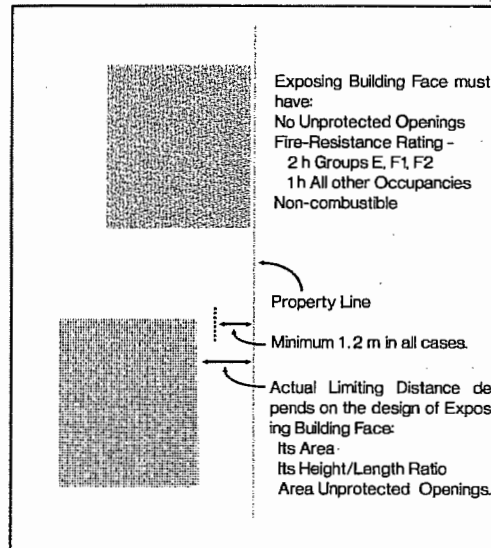 Exposing Building Face must
have:
No Unprotected Openings
Fire-Resistance Rating -
2 h Groups E, F1, F2
1h All other Occupancies
Non-combustible
Property Line
Minimum 1.2 m in all cases.
Actual Limiting Distance de
pends on the design of Expos
ing Building Face:
Its Area
Its Height/Length Ratio
Area Unprotected Openings.